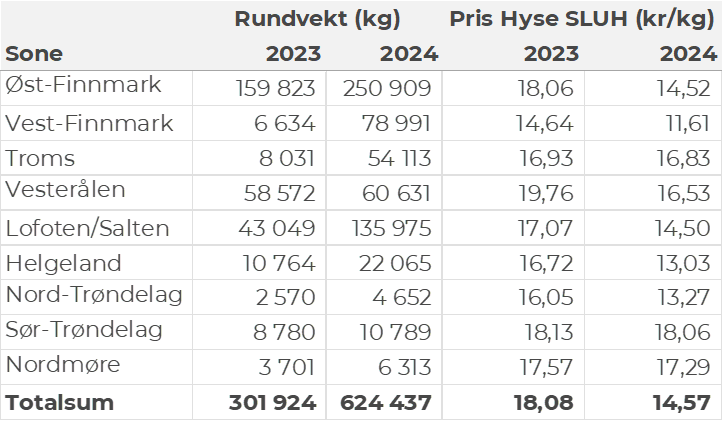 Rundvekt (kg) Pris Hyse SLUH (kr/kg)
Sone 2023 2024 2023 2024
Øst-Finnmark 159 823 250 909 18,06 14,52
Vest-Finnmark 6 634 78 991 14,64 11,61
Troms 8 031 54 113 16,93 16,83
Vesterålen 58 572 60 631 19,76 16,53
Lofoten/Salten 43 049 135 975 17,07 14,50
Helgeland 10 764 22 065 16,72 13,03
Nord-Trøndelag 2 570 4 652 16,05 13,27
Sør-Trøndelag 8 780 10 789 18,13 18,06
Nordmøre 3 701 6 313 17,57 17,29
Totalsum 301 924 624 437 18,08 14,57